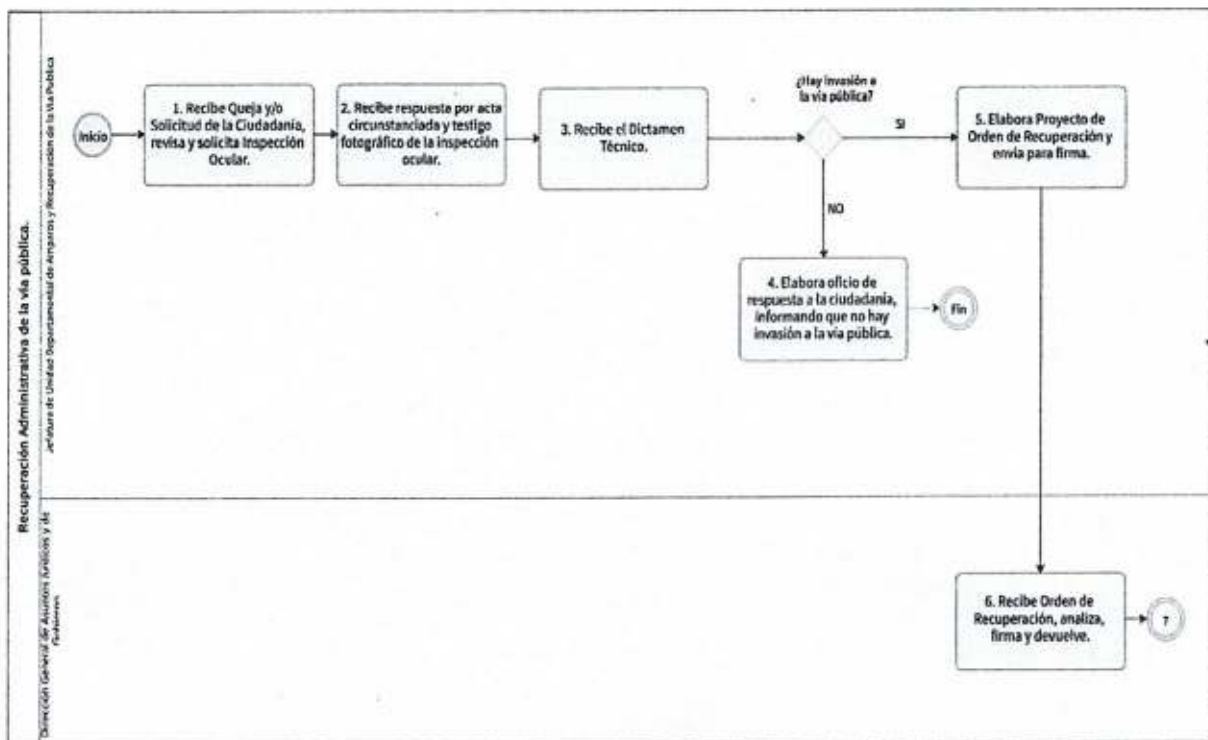 Recuperación Administrativa de la vía pública.
Jefatura de Unidad Departamental de Amparos y Recuperación de la Vía Publica
Inicio
1. Recibe Queja y/o
Solicitud de la Ciudadanía,
revisa y solicita Inspección
Ocular.
2. Recibe respuesta por acta
circunstanciada y testigo
fotográfico de la inspección
ocular.
3. Recibe el Dictamen
Técnico.
¿Hay invasión a
la vía pública?
SI
NO
5. Elabora Proyecto de
Orden de Recuperación y
envia para firma.
4. Elabora oficio de
respuesta a la ciudadanía,
informando que no hay
invasión a la vía pública.
Fin
Dirección General de Asuntos Jurídicos y de
Gobierno
6. Recibe Orden de
Recuperación, analiza,
firma y devuelve.
7